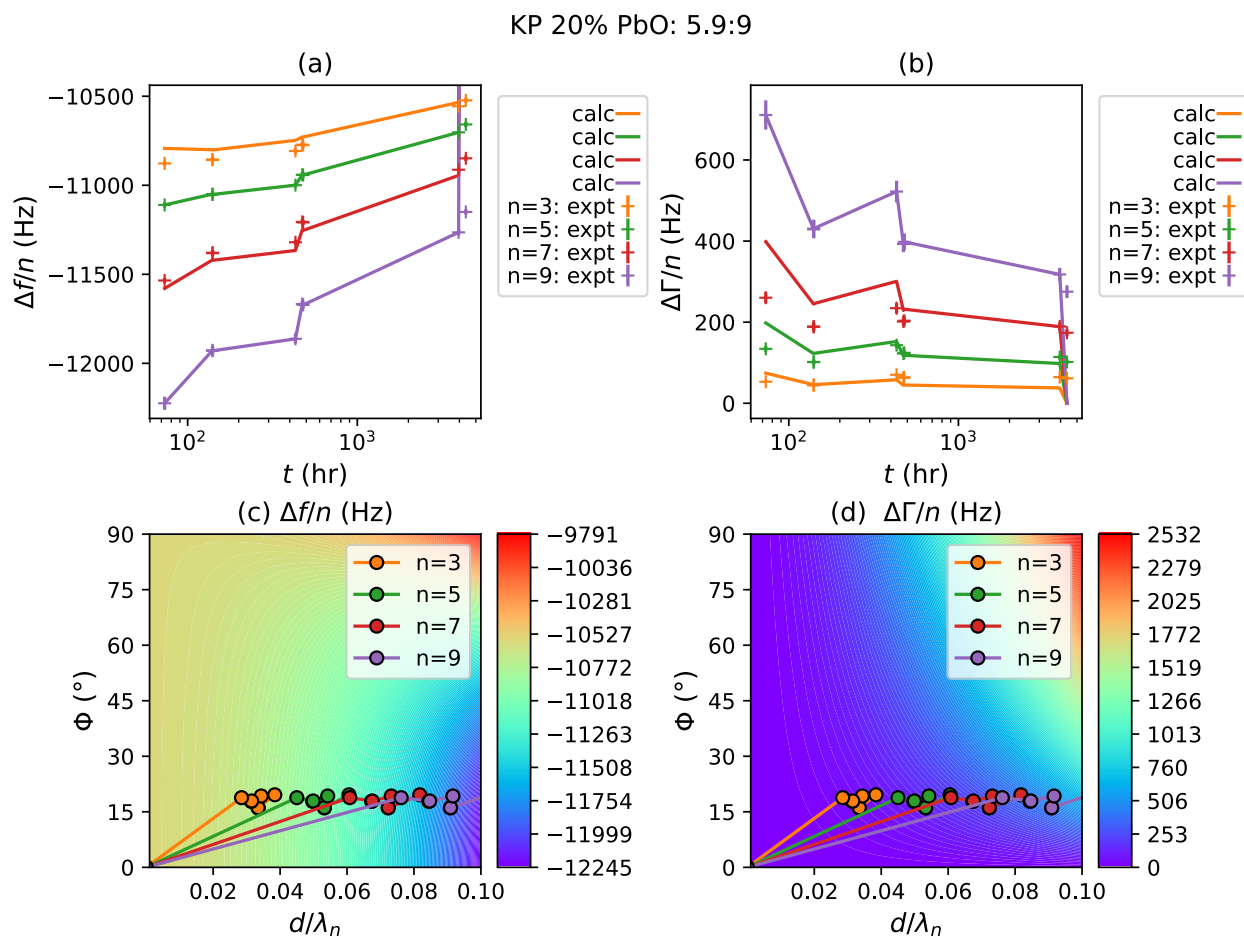 KP 20% PbO: 5.9:9
(a)
−10500
−11000
−11500
−12000
Δf/n (Hz)
10² 10³
t (hr)
calc
calc
calc
calc
n=3: expt
n=5: expt
n=7: expt
n=9: expt
(b)
600
400
200
0
ΔΓ/n (Hz)
10² 10³
t (hr)
calc
calc
calc
calc
n=3: expt
n=5: expt
n=7: expt
n=9: expt
(c) Δf/n (Hz)
90
75
60
45
30
15
0
Φ (°)
0.02 0.04 0.06 0.08 0.10
d/λₙ
n=3
n=5
n=7
n=9
−9791
−10036
−10281
−10527
−10772
−11018
−11263
−11508
−11754
−11999
−12245
(d) ΔΓ/n (Hz)
90
75
60
45
30
15
0
Φ (°)
0.02 0.04 0.06 0.08 0.10
d/λₙ
n=3
n=5
n=7
n=9
2532
2279
2025
1772
1519
1266
1013
760
506
253
0